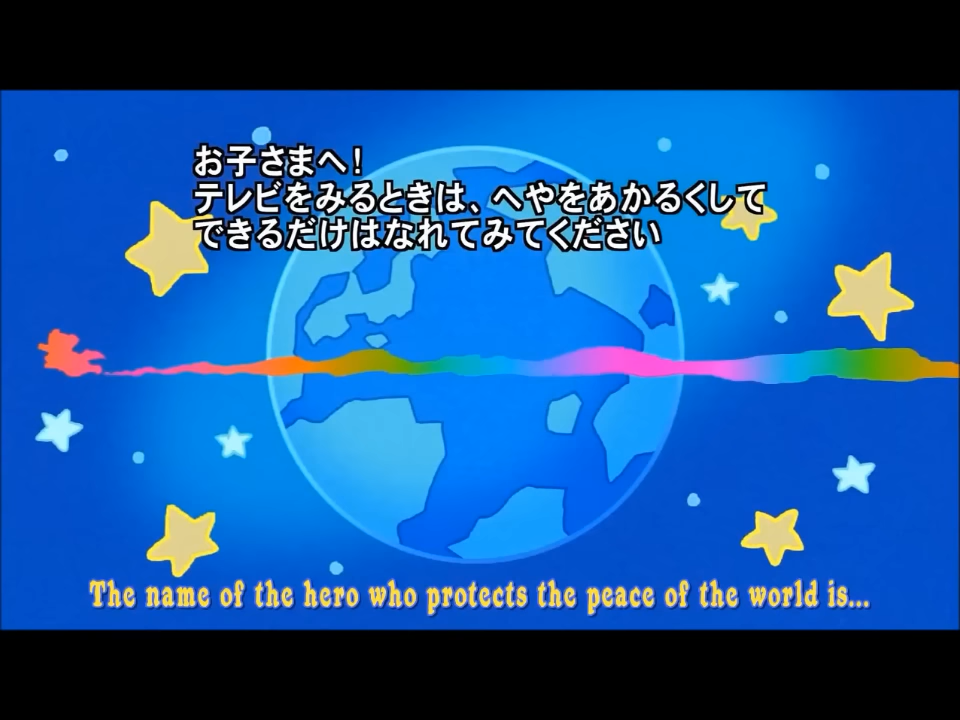 お子さまへ!
テレビをみるときは、へやをあかるくして
できるだけはなれてみてください
The name of the hero who protects the peace of the world is...